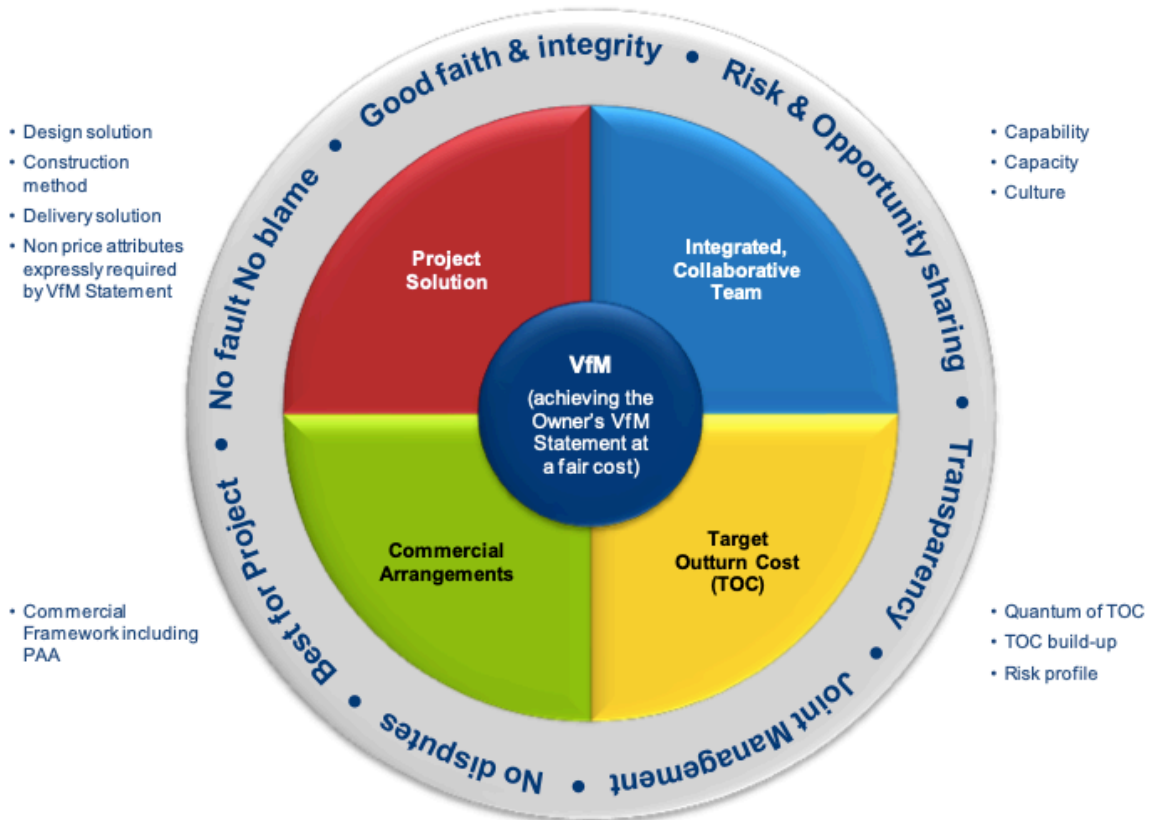 Good faith & integrity • Risk & Opportunity sharing • Transparency • Joint Management • No disputes • Best for Project • No fault No blame •
• Design solution
• Construction
method
• Delivery solution
• Non price attributes
expressly required
by VfM Statement
• Capability
• Capacity
• Culture
Project
Solution
Integrated,
Collaborative
Team
VfM
(achieving the
Owner's VfM
Statement at
a fair cost)
Commercial
Arrangements
Target
Outturn Cost
(TOC)
• Commercial
Framework including
PAA
• Quantum of TOC
• TOC build-up
• Risk profile